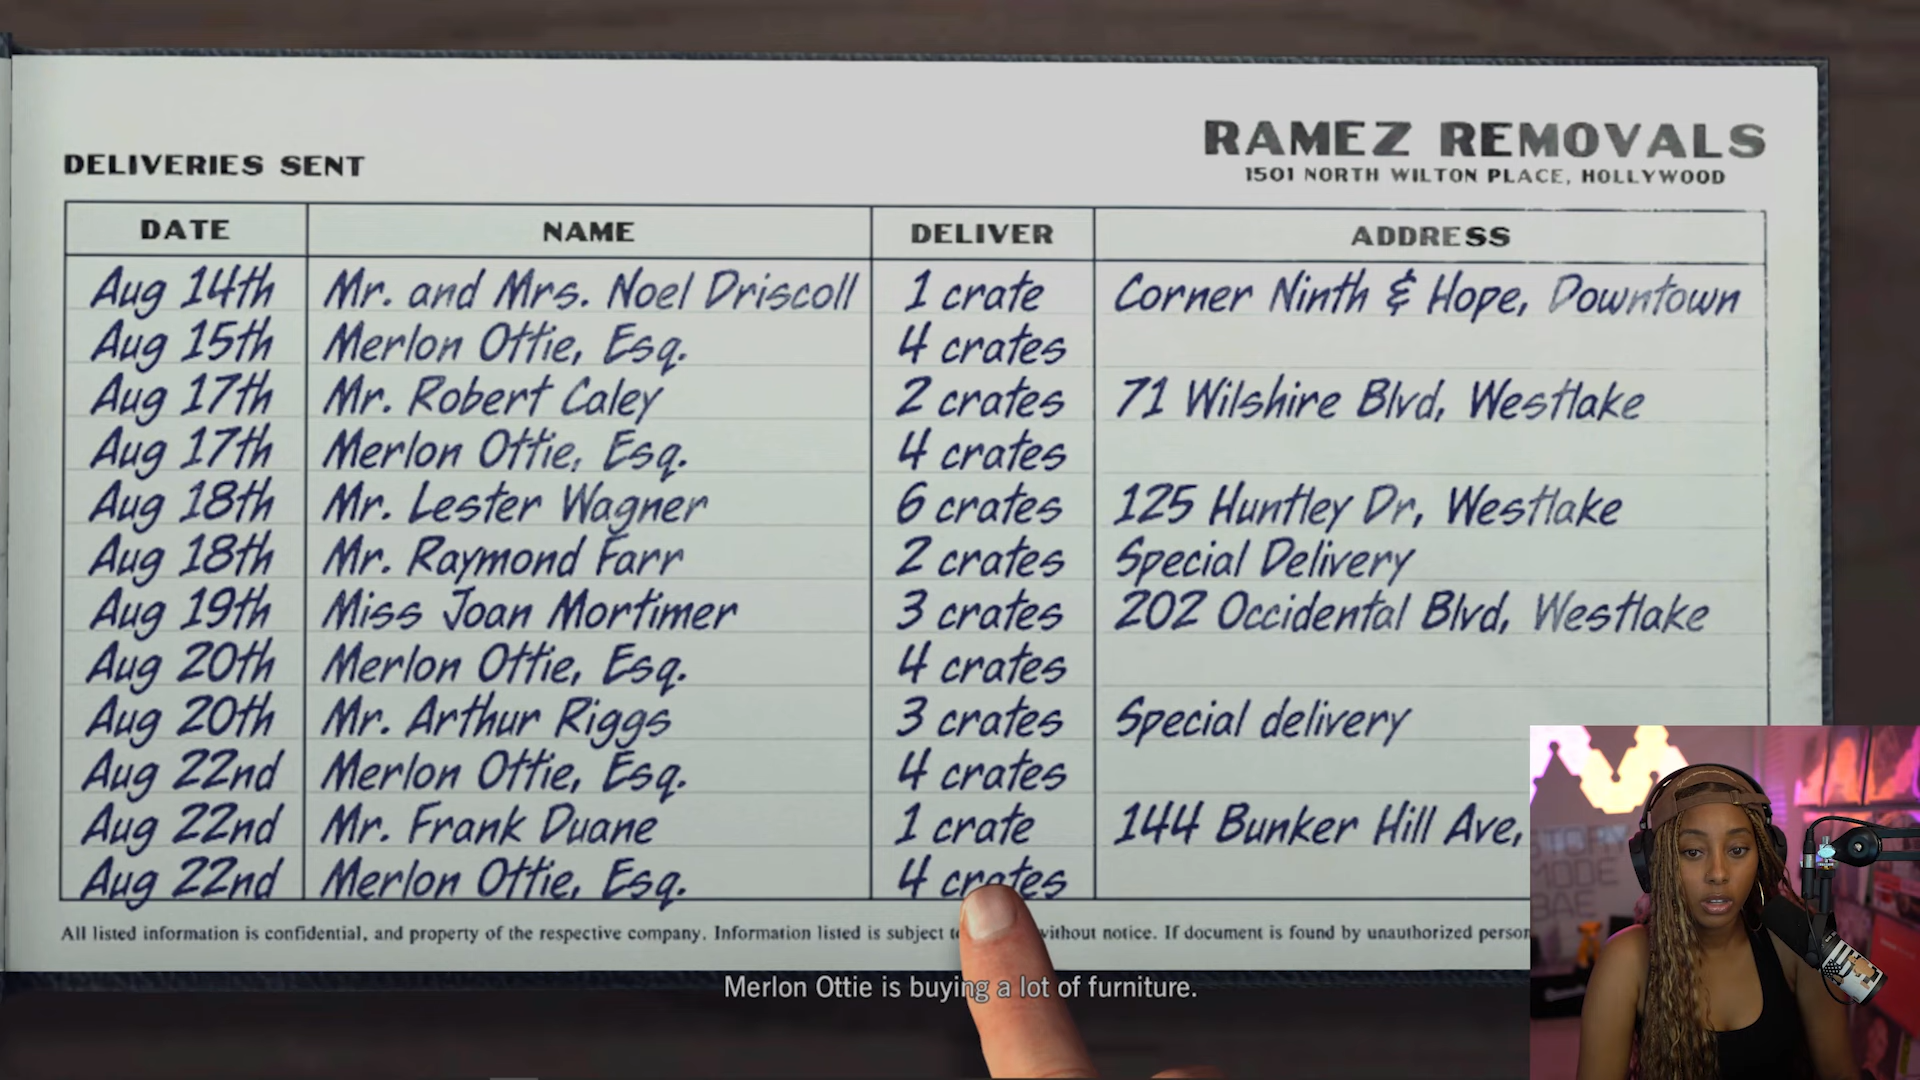 RAMEZ REMOVALS
DELIVERIES SENT
1501 NORTH WILTON PLACE, HOLLYWOOD
DATE NAME DELIVER ADDRESS
Aug 14th Mr. and Mrs. Noel Driscoll 1 crate Corner Ninth & Hope, Downtown
Aug 15th Merlon Ottie, Esq. 4 crates
Aug 17th Mr. Robert Caley 2 crates 71 Wilshire Blvd, Westlake
Aug 17th Merlon Ottie, Esq. 4 crates
Aug 18th Mr. Lester Wagner 6 crates 125 Huntley Dr, Westlake
Aug 18th Mr. Raymond Farr 2 crates Special Delivery
Aug 19th Miss Joan Mortimer 3 crates 202 Occidental Blvd, Westlake
Aug 20th Merlon Ottie, Esq. 4 crates
Aug 20th Mr. Arthur Riggs 3 crates Special delivery
Aug 22nd Merlon Ottie, Esq. 4 crates
Aug 22nd Mr. Frank Duane 1 crate 144 Bunker Hill Ave,
Aug 22nd Merlon Ottie, Esq. 4 crates
All listed information is confidential, and property of the respective company. Information listed is subject without notice. If document is found by unauthorized person
Merlon Ottie is buying a lot of furniture.
STORY
MODE
BAE